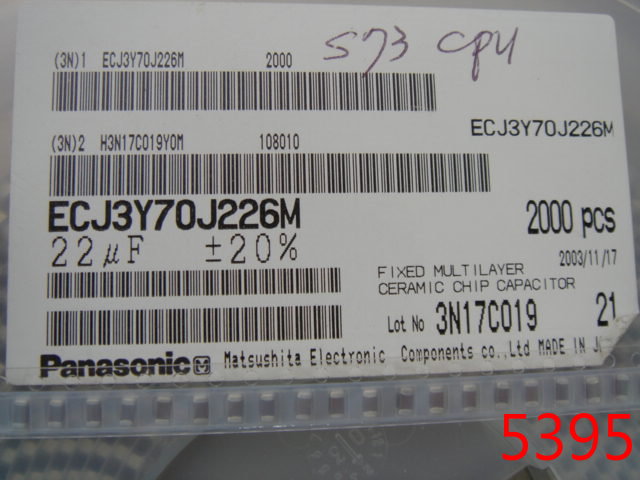 573 CPU
(3N)1 ECJ3Y70J226M 2000
ECJ3Y70J226M
(3N)2 H3N17C019Y0M 108010
ECJ3Y70J226M 2000 pcs
22μF ±20% 2003/11/17
FIXED MULTILAYER
CERAMIC CHIP CAPACITOR
Lot No 3N17C019 21
Panasonic Matsushita Electronic Components co.,Ltd MADE IN
5395